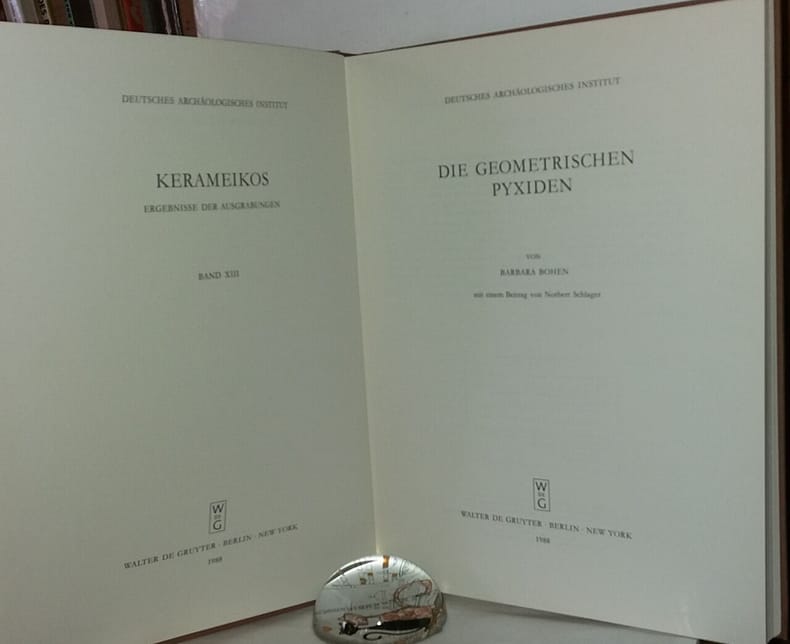 DEUTSCHES ARCHÄOLOGISCHES INSTITUT
KERAMEIKOS
ERGEBNISSE DER AUSGRABUNGEN
BAND XIII
W
DE
G
WALTER DE GRUYTER · BERLIN · NEW YORK
1988
DEUTSCHES ARCHÄOLOGISCHES INSTITUT
DIE GEOMETRISCHEN
PYXIDEN
VON
BARBARA BOHEN
mit einem Beitrag von Norbert Schlager
W
DE
G
WALTER DE GRUYTER · BERLIN · NEW YORK
1988